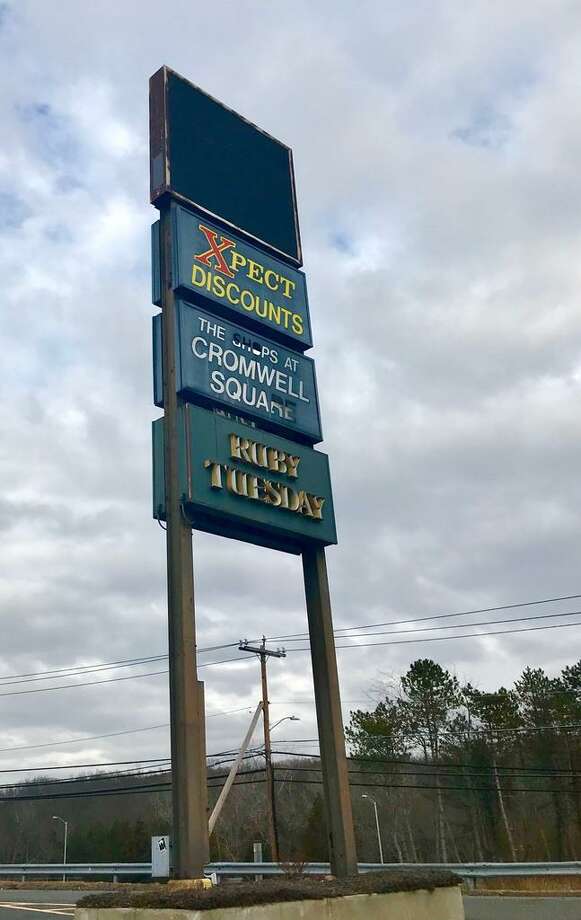 XPECT
DISCOUNTS
THE SHOPS AT
CROMWELL
SQUARE
RUBY
TUESDAY